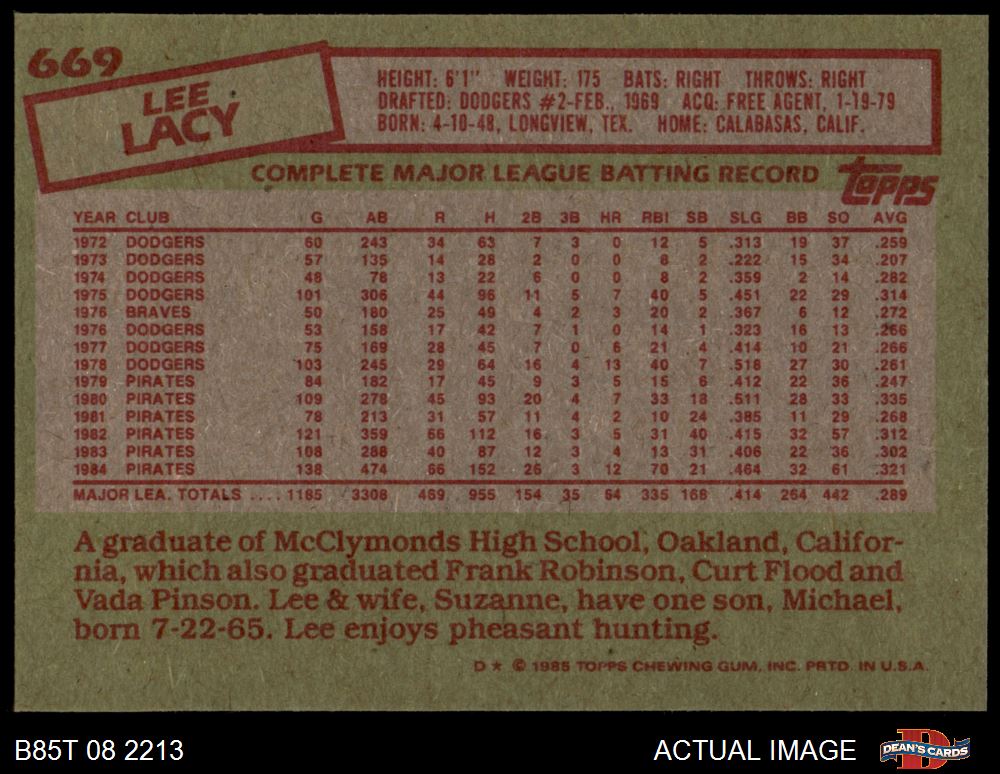 669
LEE
LACY
HEIGHT: 6'1" WEIGHT: 175 BATS: RIGHT THROWS: RIGHT
DRAFTED: DODGERS #2-FEB., 1969 ACQ: FREE AGENT, 1-19-79
BORN: 4-10-48, LONGVIEW, TEX. HOME: CALABASAS, CALIF.
COMPLETE MAJOR LEAGUE BATTING RECORD
Topps
YEAR CLUB G AB R H 2B 3B HR RBI SB SLG BB SO AVG
1972 DODGERS 60 243 34 63 7 3 0 12 5 .313 19 37 .259
1973 DODGERS 57 135 14 28 2 0 0 6 2 .222 15 34 .207
1974 DODGERS 48 78 13 22 6 0 0 8 2 .359 2 14 .282
1975 DODGERS 101 306 44 96 11 5 7 40 5 .451 22 29 .314
1976 BRAVES 50 180 25 49 4 2 3 20 2 .367 6 12 .272
1976 DODGERS 53 158 17 42 7 1 0 14 1 .323 16 13 .266
1977 DODGERS 75 169 28 45 7 0 6 21 4 .414 10 21 .266
1978 DODGERS 103 245 29 64 16 4 13 40 7 .518 27 30 .261
1979 PIRATES 84 182 17 45 9 3 5 15 6 .412 22 36 .247
1980 PIRATES 109 278 45 93 20 4 7 33 18 .511 28 33 .335
1981 PIRATES 78 213 31 57 11 4 2 10 24 .385 11 29 .268
1982 PIRATES 121 359 66 112 16 3 5 31 40 .415 32 57 .312
1983 PIRATES 108 288 40 87 12 3 4 13 31 .406 22 36 .302
1984 PIRATES 138 474 66 152 26 3 12 70 21 .464 32 61 .321
MAJOR LEA. TOTALS .... 1185 3308 469 955 154 35 64 335 168 .414 264 442 .289
A graduate of McClymonds High School, Oakland, Califor-
nia, which also graduated Frank Robinson, Curt Flood and
Vada Pinson. Lee & wife, Suzanne, have one son, Michael,
born 7-22-65. Lee enjoys pheasant hunting.
D ★ © 1985 TOPPS CHEWING GUM, INC. PRTD. IN U.S.A.
B85T 08 2213
ACTUAL IMAGE
DEAN'S CARDS